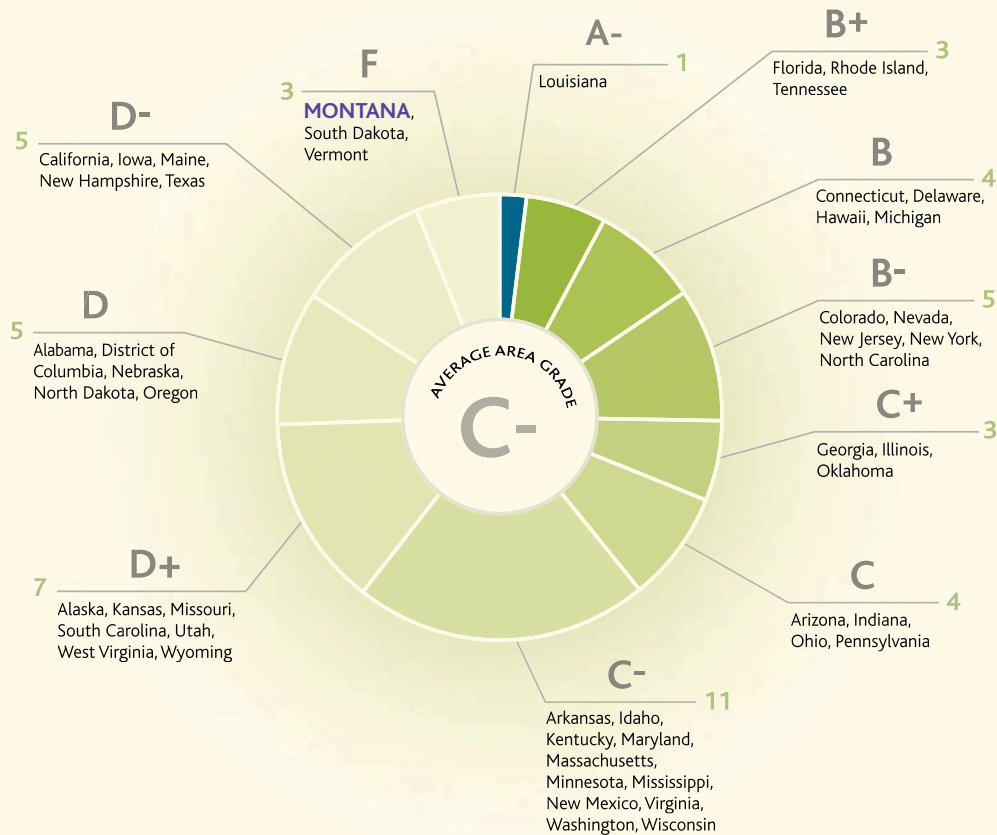 A-
1
Louisiana
B+
3
Florida, Rhode Island,
Tennessee
B
4
Connecticut, Delaware,
Hawaii, Michigan
B-
5
Colorado, Nevada,
New Jersey, New York,
North Carolina
C+
3
Georgia, Illinois,
Oklahoma
C
4
Arizona, Indiana,
Ohio, Pennsylvania
C-
11
Arkansas, Idaho,
Kentucky, Maryland,
Massachusetts,
Minnesota, Mississippi,
New Mexico, Virginia,
Washington, Wisconsin
D+
7
Alaska, Kansas, Missouri,
South Carolina, Utah,
West Virginia, Wyoming
D
5
Alabama, District of
Columbia, Nebraska,
North Dakota, Oregon
D-
5
California, Iowa, Maine,
New Hampshire, Texas
F
3
MONTANA,
South Dakota,
Vermont
AVERAGE AREA GRADE
C-